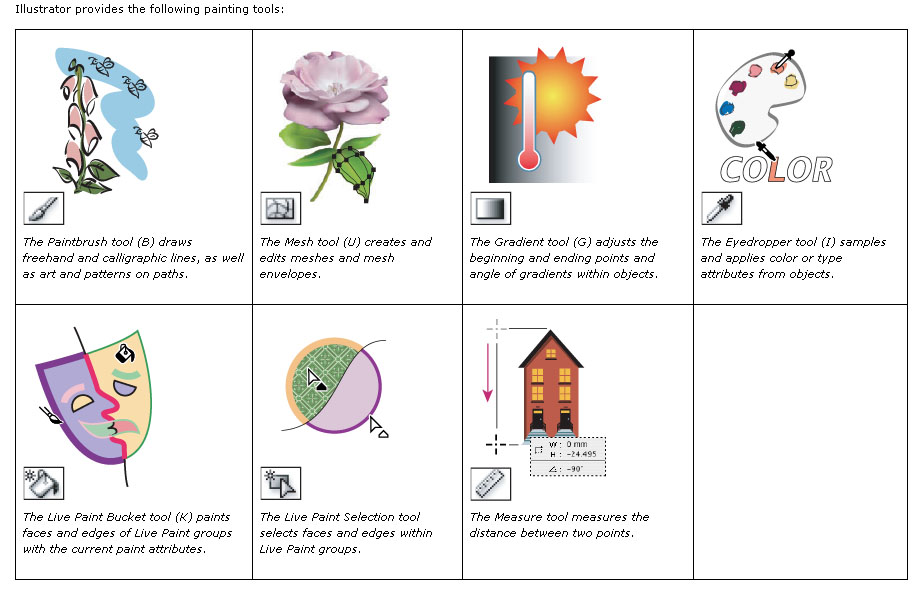 Illustrator provides the following painting tools:
COLOR
The Paintbrush tool (B) draws
freehand and calligraphic lines, as well
as art and patterns on paths.
The Mesh tool (U) creates and
edits meshes and mesh
envelopes.
The Gradient tool (G) adjusts the
beginning and ending points and
angle of gradients within objects.
The Eyedropper tool (I) samples
and applies color or type
attributes from objects.
W: 0 mm
H: -24.495
∠: -90°
The Live Paint Bucket tool (K) paints
faces and edges of Live Paint groups
with the current paint attributes.
The Live Paint Selection tool
selects faces and edges within
Live Paint groups.
The Measure tool measures the
distance between two points.